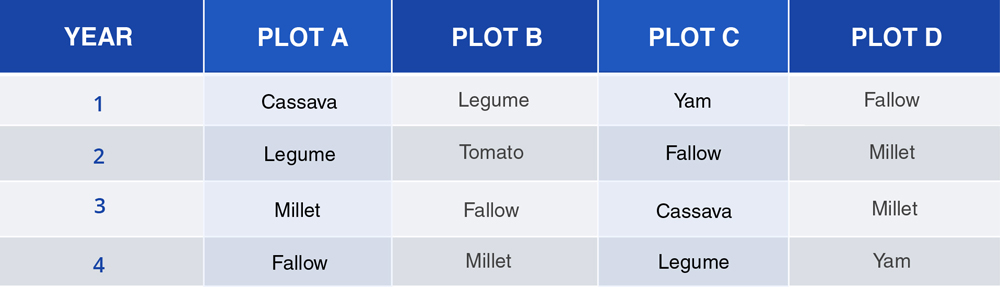 YEAR PLOT A PLOT B PLOT C PLOT D
1 Cassava Legume Yam Fallow
2 Legume Tomato Fallow Millet
3 Millet Fallow Cassava Millet
4 Fallow Millet Legume Yam